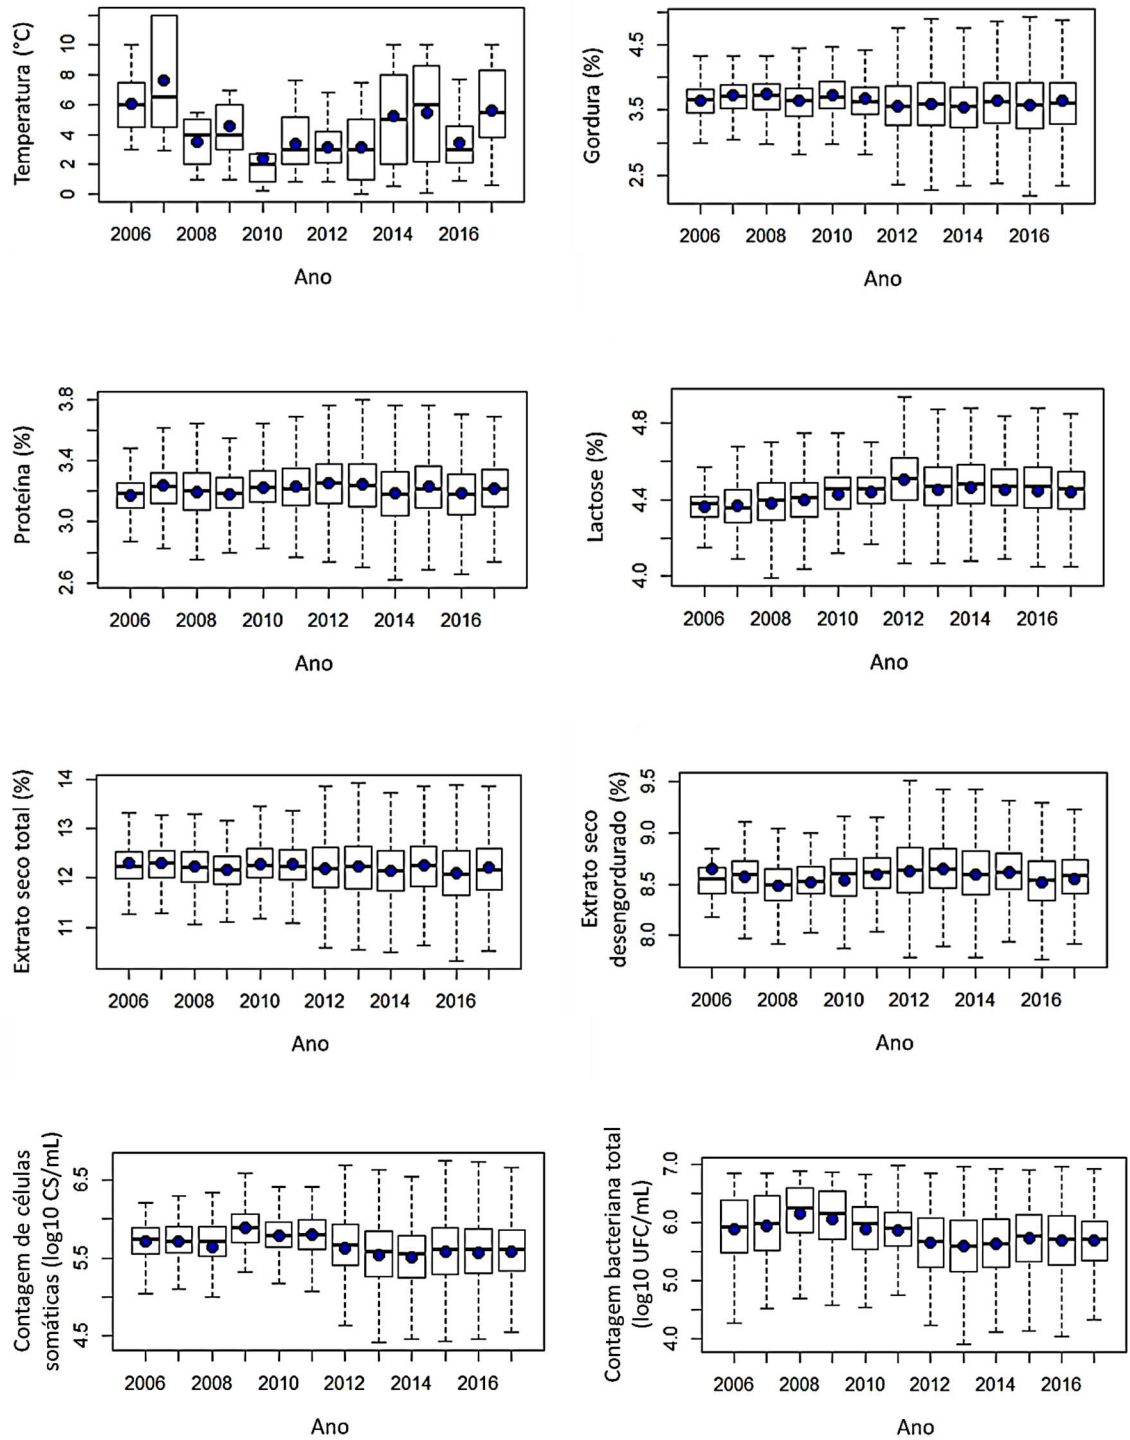 Temperatura (°C)
10
8
6
4
2
0
2006 2008 2010 2012 2014 2016
Ano
Gordura (%)
4.5
3.5
2.5
2006 2008 2010 2012 2014 2016
Ano
Proteína (%)
3.8
3.4
3.0
2.6
2006 2008 2010 2012 2014 2016
Ano
Lactose (%)
4.8
4.4
4.0
2006 2008 2010 2012 2014 2016
Ano
Extrato seco total (%)
14
13
12
11
2006 2008 2010 2012 2014 2016
Ano
Extrato seco
desengordurado (%)
9.5
9.0
8.5
8.0
2006 2008 2010 2012 2014 2016
Ano
Contagem de células
somáticas (log10 CS/mL)
6.5
5.5
4.5
2006 2008 2010 2012 2014 2016
Ano
Contagem bacteriana total
(log10 UFC/mL)
7.0
6.0
5.0
4.0
2006 2008 2010 2012 2014 2016
Ano